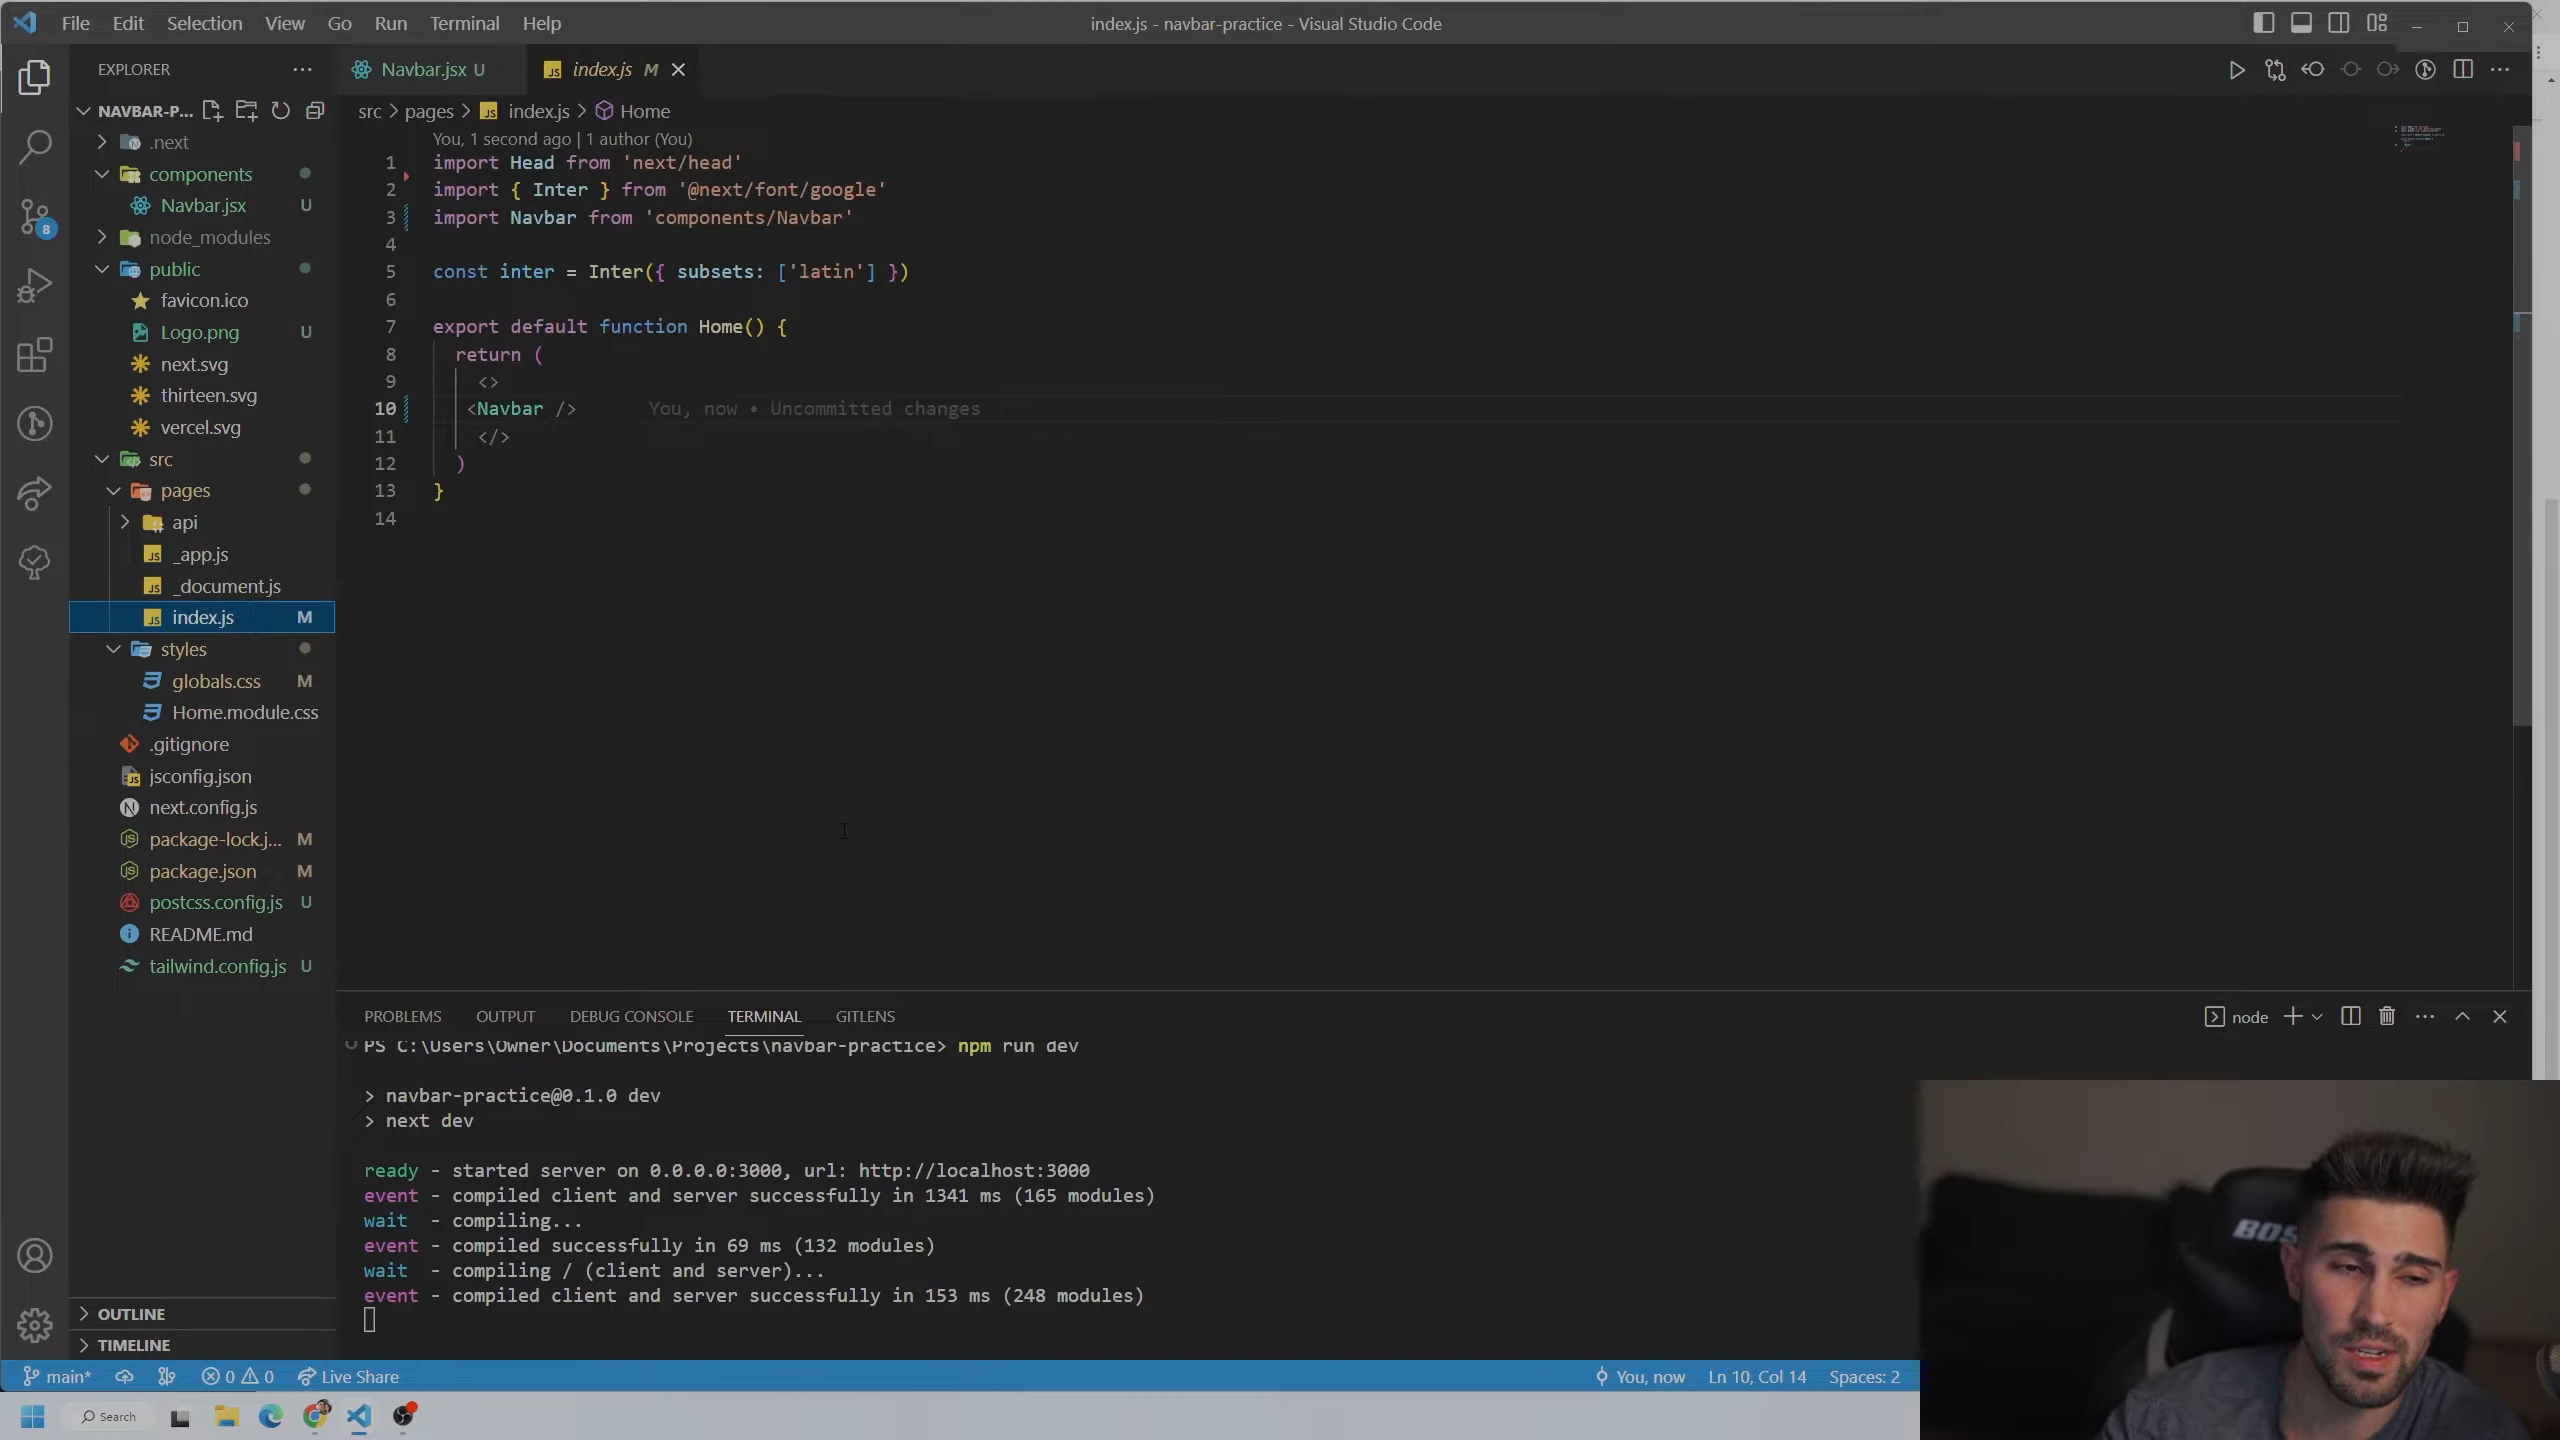 File Edit Selection View Go Run Terminal Help
index.js - navbar-practice - Visual Studio Code
EXPLORER
NAVBAR-P...
.next
components
Navbar.jsx U
node_modules
public
favicon.ico
Logo.png U
next.svg
thirteen.svg
vercel.svg
src
pages
api
_app.js
_document.js
index.js M
styles
globals.css M
Home.module.css
.gitignore
jsconfig.json
next.config.js
package-lock.j... M
package.json M
postcss.config.js U
README.md
tailwind.config.js U
OUTLINE
TIMELINE
8
Navbar.jsx U
index.js M
src > pages > index.js > Home
You, 1 second ago | 1 author (You)
1 import Head from 'next/head'
2 import { Inter } from '@next/font/google'
3 import Navbar from 'components/Navbar'
4
5 const inter = Inter({ subsets: ['latin'] })
6
7 export default function Home() {
8 return (
9 <>
10 <Navbar /> You, now • Uncommitted changes
11 </>
12 )
13 }
14
PROBLEMS OUTPUT DEBUG CONSOLE TERMINAL GITLENS
node
PS C:\Users\Owner\Documents\Projects\navbar-practice> npm run dev
> navbar-practice@0.1.0 dev
> next dev
ready - started server on 0.0.0.0:3000, url: http://localhost:3000
event - compiled client and server successfully in 1341 ms (165 modules)
wait - compiling...
event - compiled successfully in 69 ms (132 modules)
wait - compiling / (client and server)...
event - compiled client and server successfully in 153 ms (248 modules)
main* 0 0 Live Share
You, now Ln 10, Col 14 Spaces: 2
Search